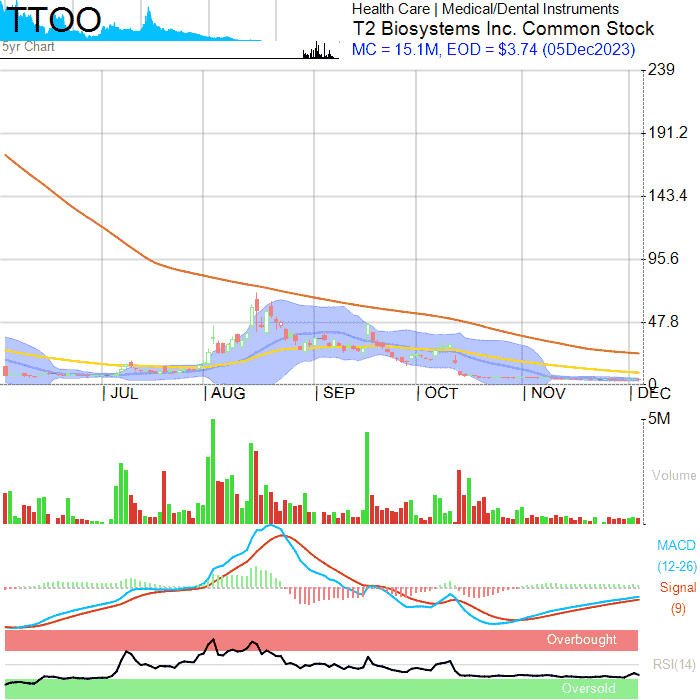 TTOO
5yr Chart
Health Care | Medical/Dental Instruments
T2 Biosystems Inc. Common Stock
MC = 15.1M, EOD = $3.74 (05Dec2023)
239
191.2
143.4
95.6
47.8
0
JUL
AUG
SEP
OCT
NOV
DEC
5M
Volume
MACD
(12-26)
Signal
(9)
Overbought
RSI(14)
Oversold